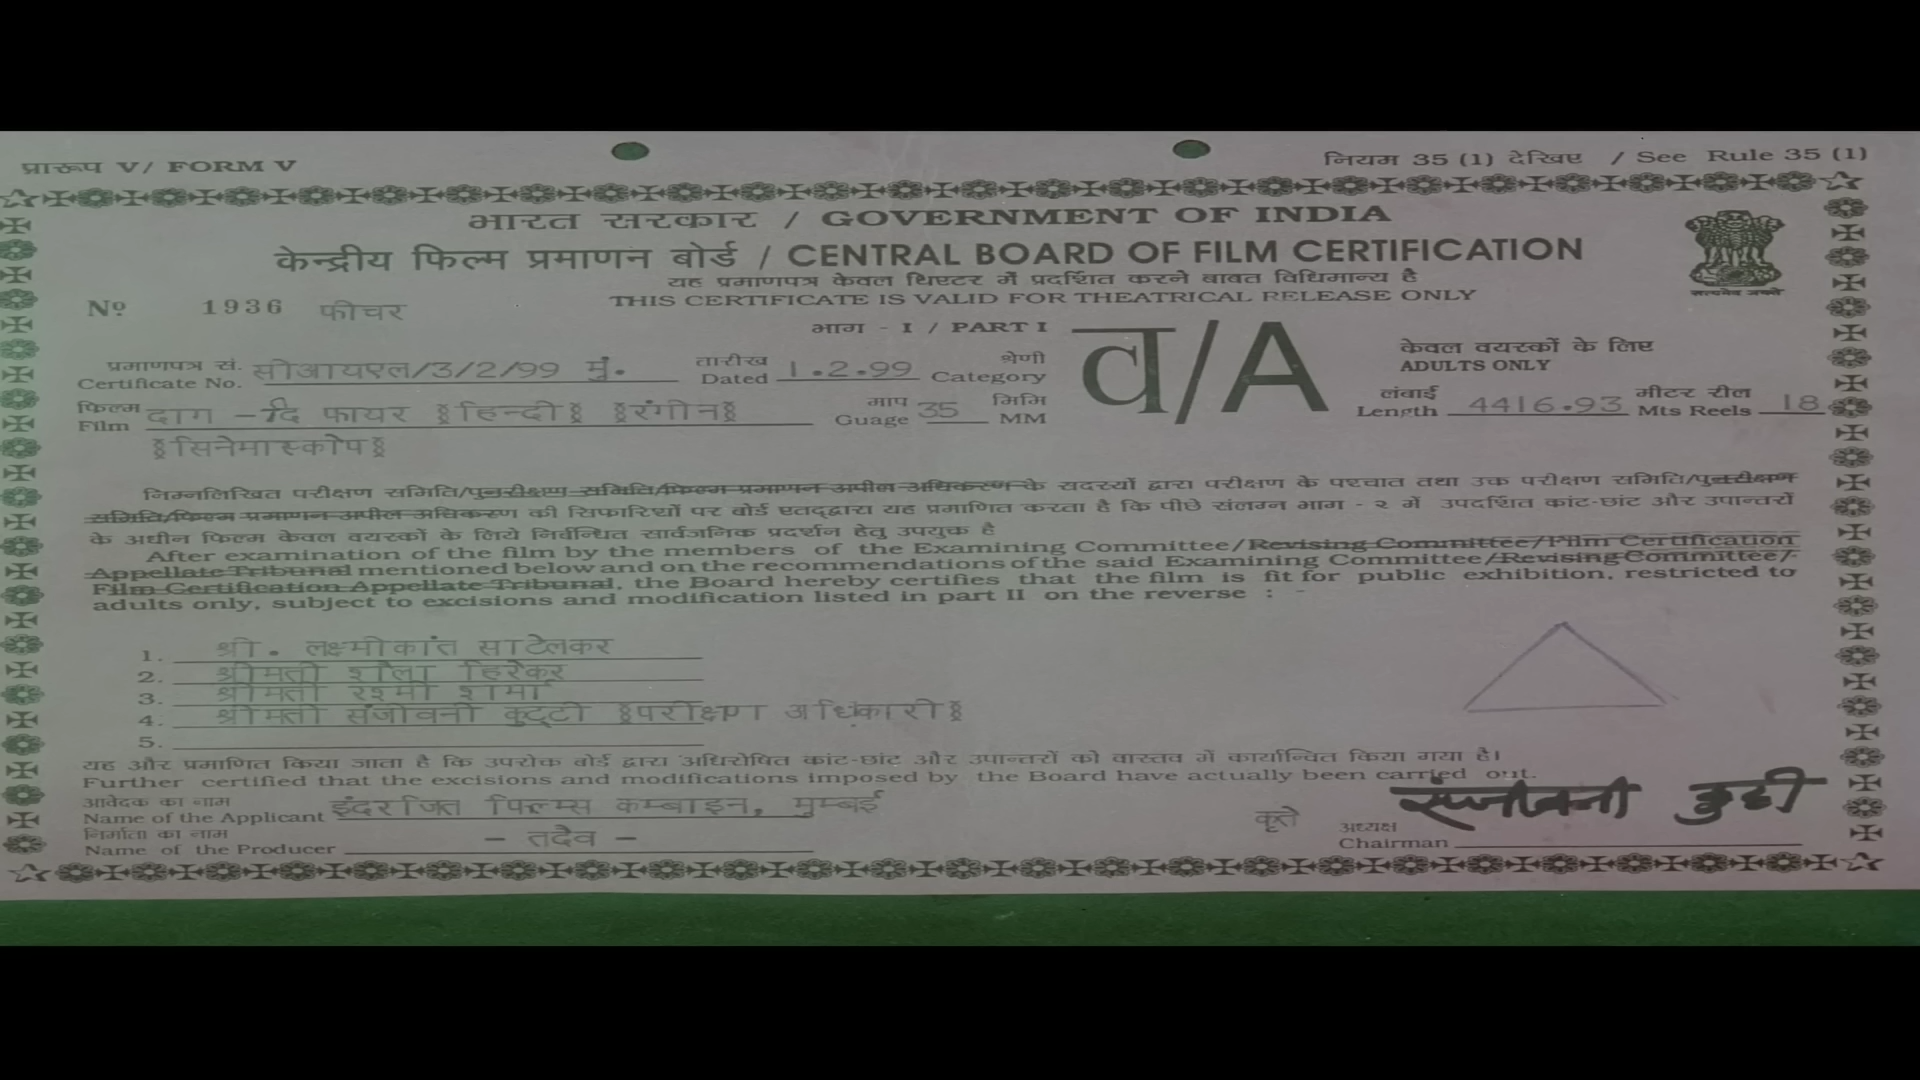 प्रारूप V/ FORM V
नियम 35 (1) देखिए / See Rule 35 (1)
भारत सरकार / GOVERNMENT OF INDIA
केन्द्रीय फिल्म प्रमाणन बोर्ड / CENTRAL BOARD OF FILM CERTIFICATION
यह प्रमाणपत्र केवल थिएटर में प्रदर्शित करने बाबत विधिमान्य है
THIS CERTIFICATE IS VALID FOR THEATRICAL RELEASE ONLY
सत्यमेव जयते
Nº 1936 फीचर
भाग - I / PART I
व/A
केवल वयस्कों के लिए
ADULTS ONLY
प्रमाणपत्र सं. सीआयएल/3/2/99 मुं. तारीख 1.2.99 श्रेणी
Certificate No. Dated Category
फिल्म दाग -द फायर हिन्दी रंगीन माप 35 मिमि
Film Guage MM
लंबाई 4416.93 मीटर रील 18
Length Mts Reels
सिनेमास्कोप
निम्नलिखित परीक्षण समिति/पुनरीक्षण समिति/फिल्म प्रमाणन अपील अधिकरण के सदस्यों द्वारा परीक्षण के पश्चात तथा उक्त परीक्षण समिति/पुनरीक्षण
समिति/फिल्म प्रमाणन अपील अधिकरण की सिफारिशों पर बोर्ड एतद्द्वारा यह प्रमाणित करता है कि पीछे संलग्न भाग - २ में उपदर्शित कांट-छांट और उपान्तरों
के अधीन फिल्म केवल वयस्कों के लिये निर्बन्धित सार्वजनिक प्रदर्शन हेतु उपयुक्त है
After examination of the film by the members of the Examining Committee/Revising Committee/Film Certification
Appellate Tribunal mentioned below and on the recommendations of the said Examining Committee/Revising Committee/
Film Certification Appellate Tribunal, the Board hereby certifies that the film is fit for public exhibition, restricted to
adults only, subject to excisions and modification listed in part II on the reverse : -
1. श्री. लक्ष्मीकांत साटेलकर
2. श्रीमती शैला हिरेकर
3. श्रीमती रश्मी शर्मा
4. श्रीमती संजीवनी कुट्टी परीक्षण अधिकारी
5.
यह और प्रमाणित किया जाता है कि उपरोक्त बोर्ड द्वारा अधिरोपित कांट-छांट और उपान्तरों को वास्तव में कार्यान्वित किया गया है।
Further certified that the excisions and modifications imposed by the Board have actually been carried out.
आवेदक का नाम इंदरजित फिल्म्स कम्बाइन, मुम्बई
Name of the Applicant
निर्माता का नाम - तदैव -
Name of the Producer
कृते संजीवनी कुट्टी
अध्यक्ष
Chairman